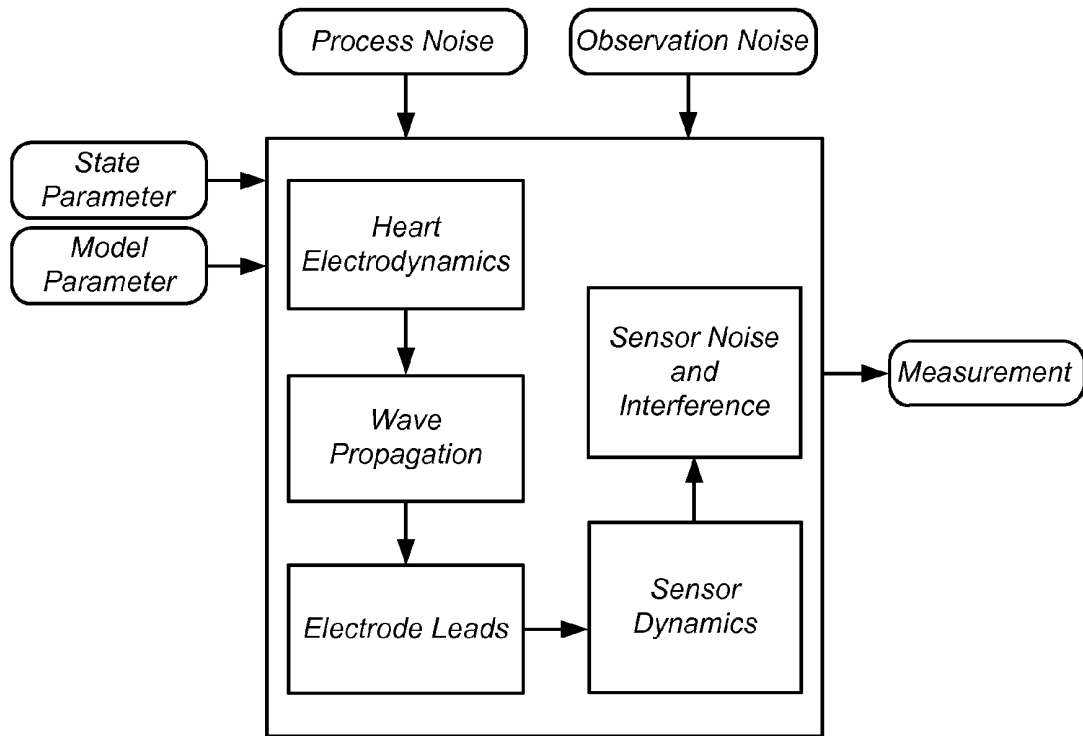 Process Noise
Observation Noise
State
Parameter
Model
Parameter
Heart
Electrodynamics
Wave
Propagation
Electrode Leads
Sensor
Dynamics
Sensor Noise
and
Interference
Measurement